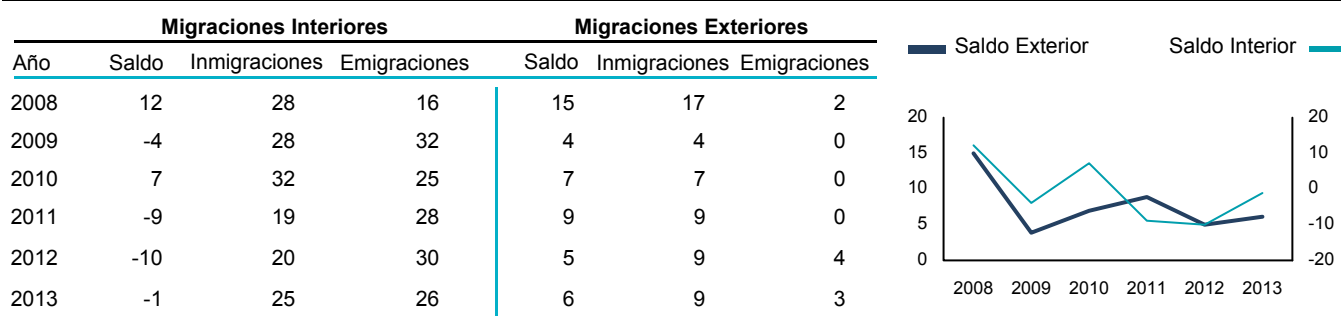 Migraciones Interiores Migraciones Exteriores
Año Saldo Inmigraciones Emigraciones Saldo Inmigraciones Emigraciones
2008 12 28 16 15 17 2
2009 -4 28 32 4 4 0
2010 7 32 25 7 7 0
2011 -9 19 28 9 9 0
2012 -10 20 30 5 9 4
2013 -1 25 26 6 9 3
Saldo Exterior Saldo Interior
20 20
15 10
10 0
5 -10
0 -20
2008 2009 2010 2011 2012 2013